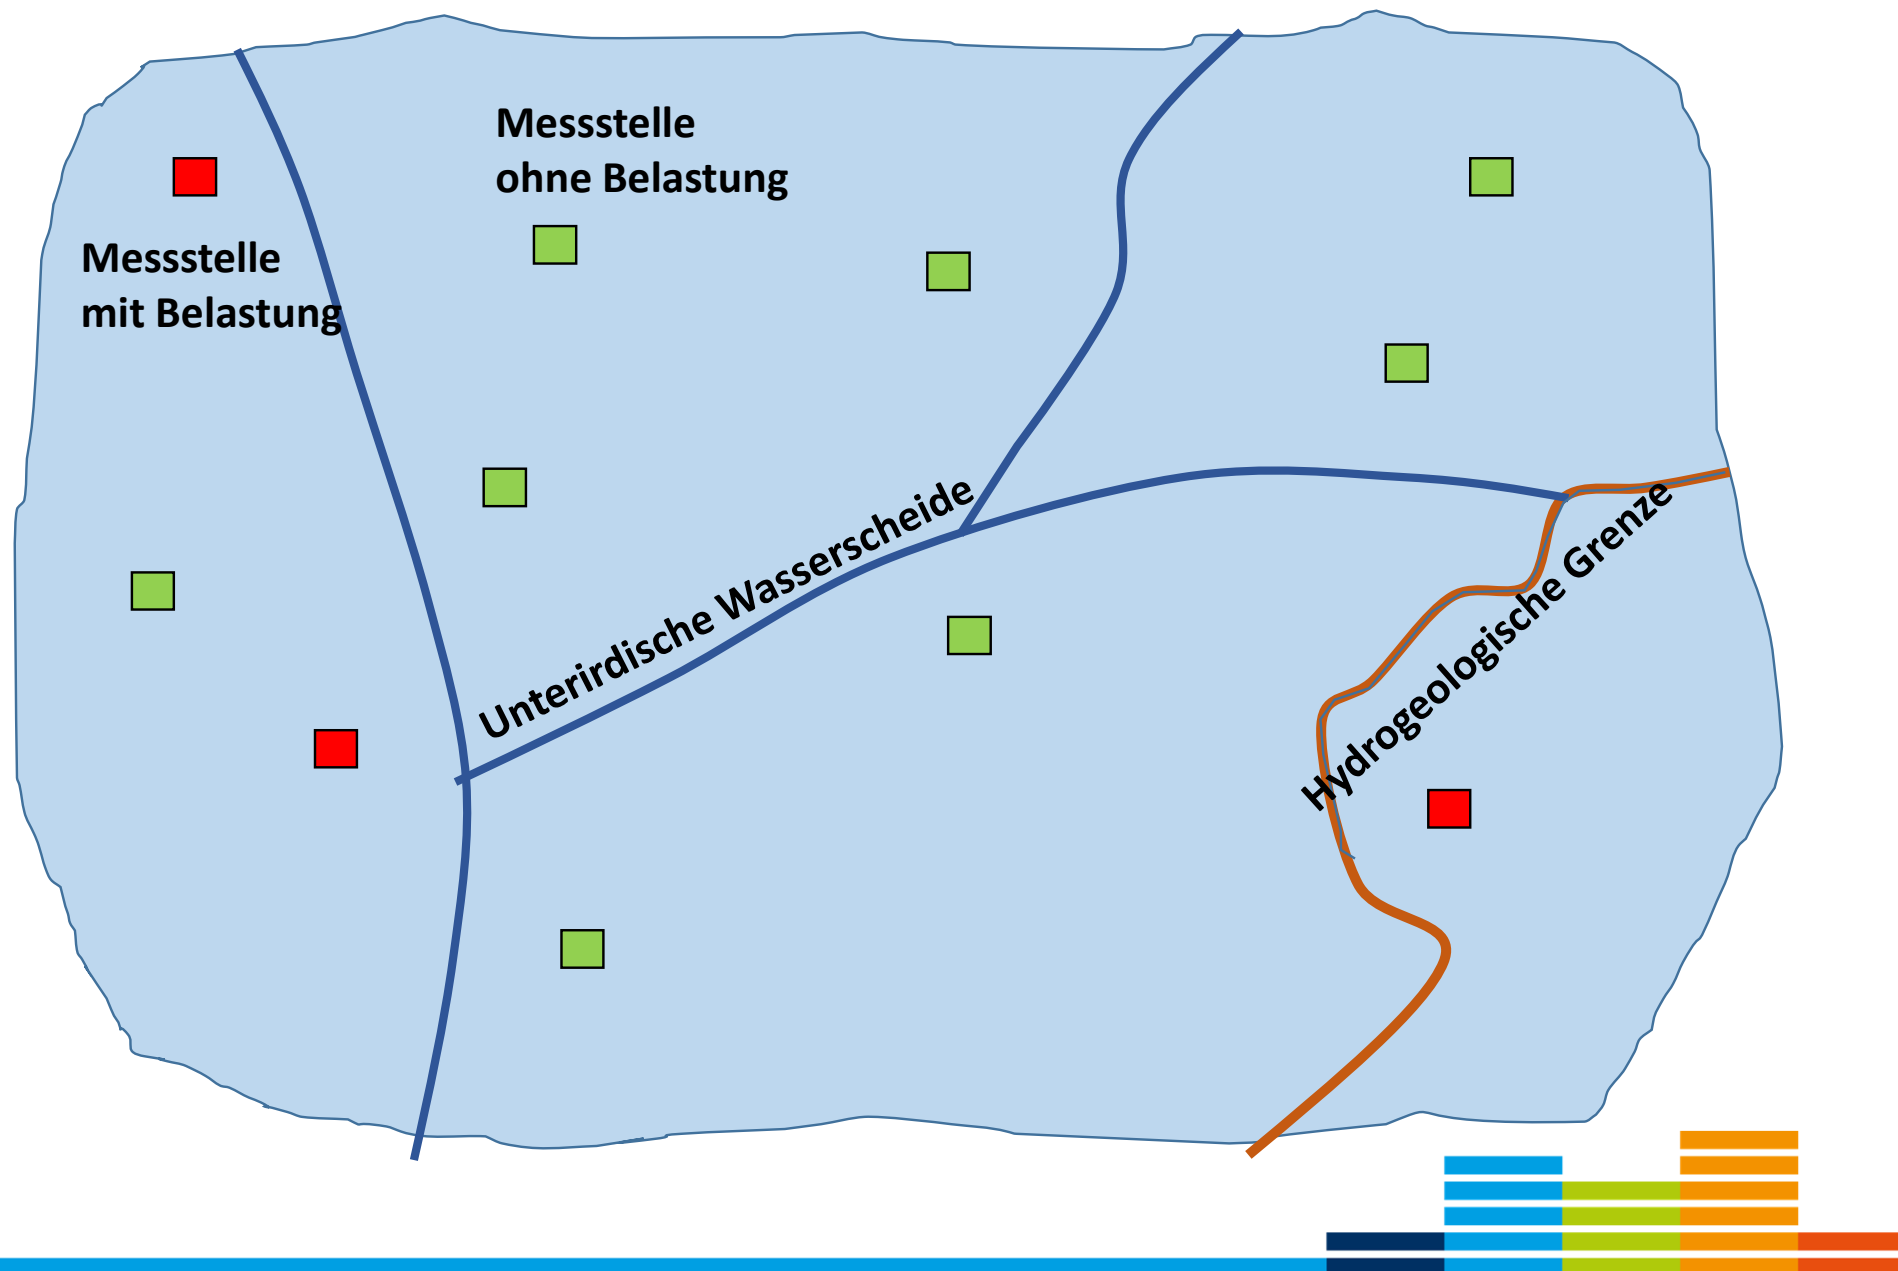 Messstelle
ohne Belastung
Messstelle
mit Belastung
Unterirdische Wasserscheide
Hydrogeologische Grenze